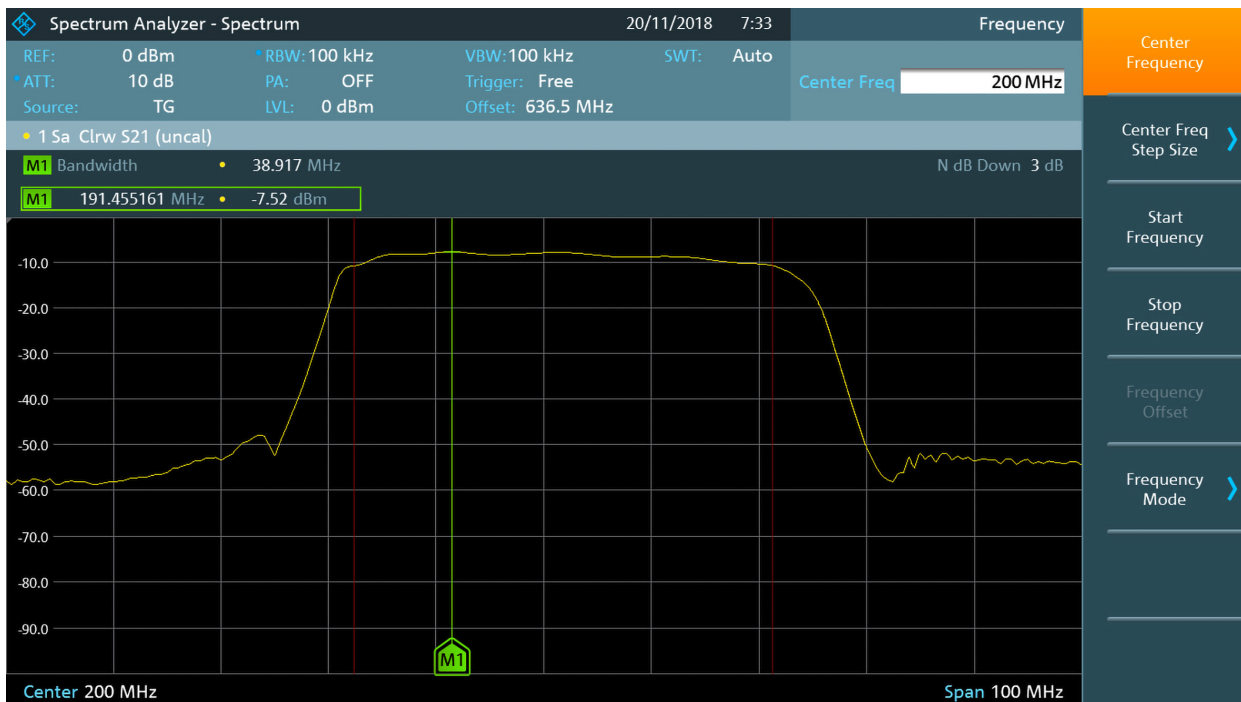 Spectrum Analyzer - Spectrum 20/11/2018 7:33 Frequency
REF: 0 dBm RBW: 100 kHz VBW: 100 kHz SWT: Auto
ATT: 10 dB PA: OFF Trigger: Free Center Freq 200 MHz
Source: TG LVL: 0 dBm Offset: 636.5 MHz
1 Sa Clrw S21 (uncal)
M1 Bandwidth 38.917 MHz N dB Down 3 dB
M1 191.455161 MHz -7.52 dBm
-10.0
-20.0
-30.0
-40.0
-50.0
-60.0
-70.0
-80.0
-90.0
M1
Center 200 MHz Span 100 MHz
Center
Frequency
Center Freq
Step Size
Start
Frequency
Stop
Frequency
Frequency
Offset
Frequency
Mode